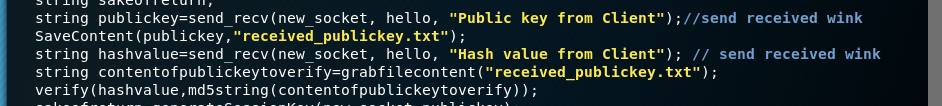 string sakeofreturn;
string publickey=send_recv(new_socket, hello, "Public key from Client");//send received wink
SaveContent(publickey,"received_publickey.txt");
string hashvalue=send_recv(new_socket, hello, "Hash value from Client"); // send received wink
string contentofpublickeytoverify=grabfilecontent("received_publickey.txt");
verify(hashvalue,md5string(contentofpublickeytoverify));
sakeofreturn=generateSessionKey(new_socket,publickey)